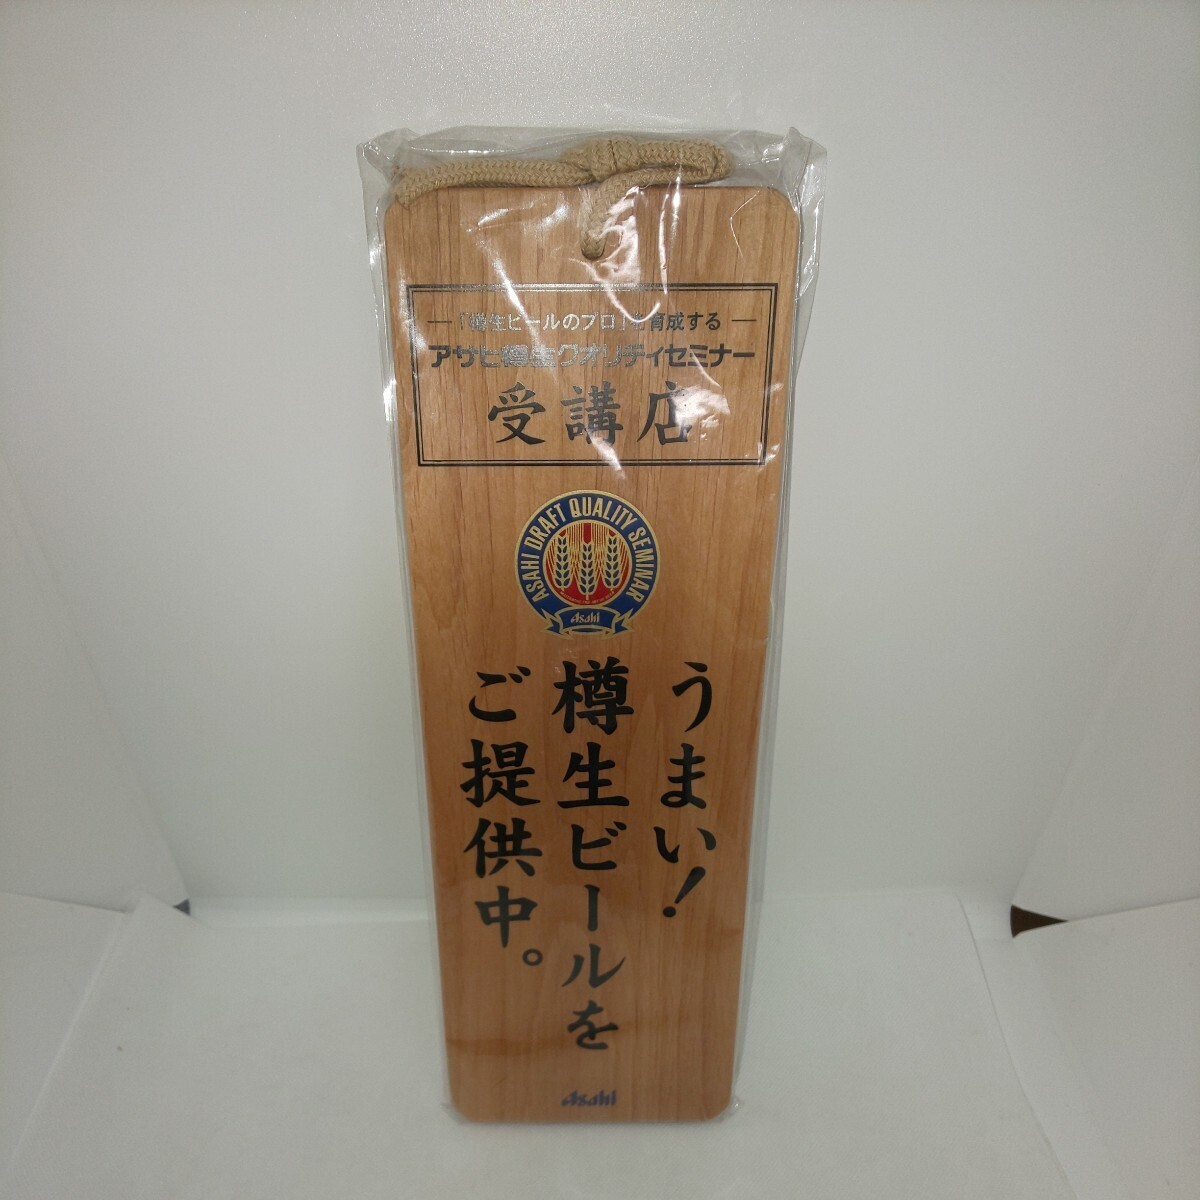 ―「樽生ビールのプロ」を育成する―
アサヒ樽生クオリティセミナー
受講店
ASAHI DRAFT QUALITY SEMINAR
Asahi
うまい!
樽生ビールを
ご提供中。
Asahi